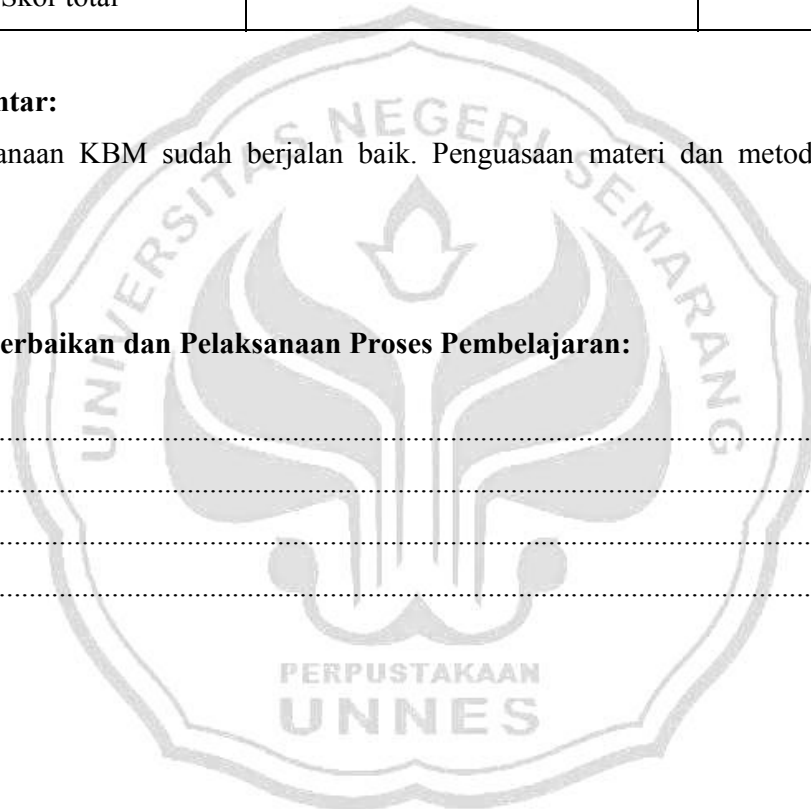 Skor total
ntar:
anaan KBM sudah berjalan baik. Penguasaan materi dan metod
erbaikan dan Pelaksanaan Proses Pembelajaran:
................................................................................
................................................................................
................................................................................
................................................................................
UNIVERSITAS NEGERI SEMARANG
PERPUSTAKAAN
UNNES